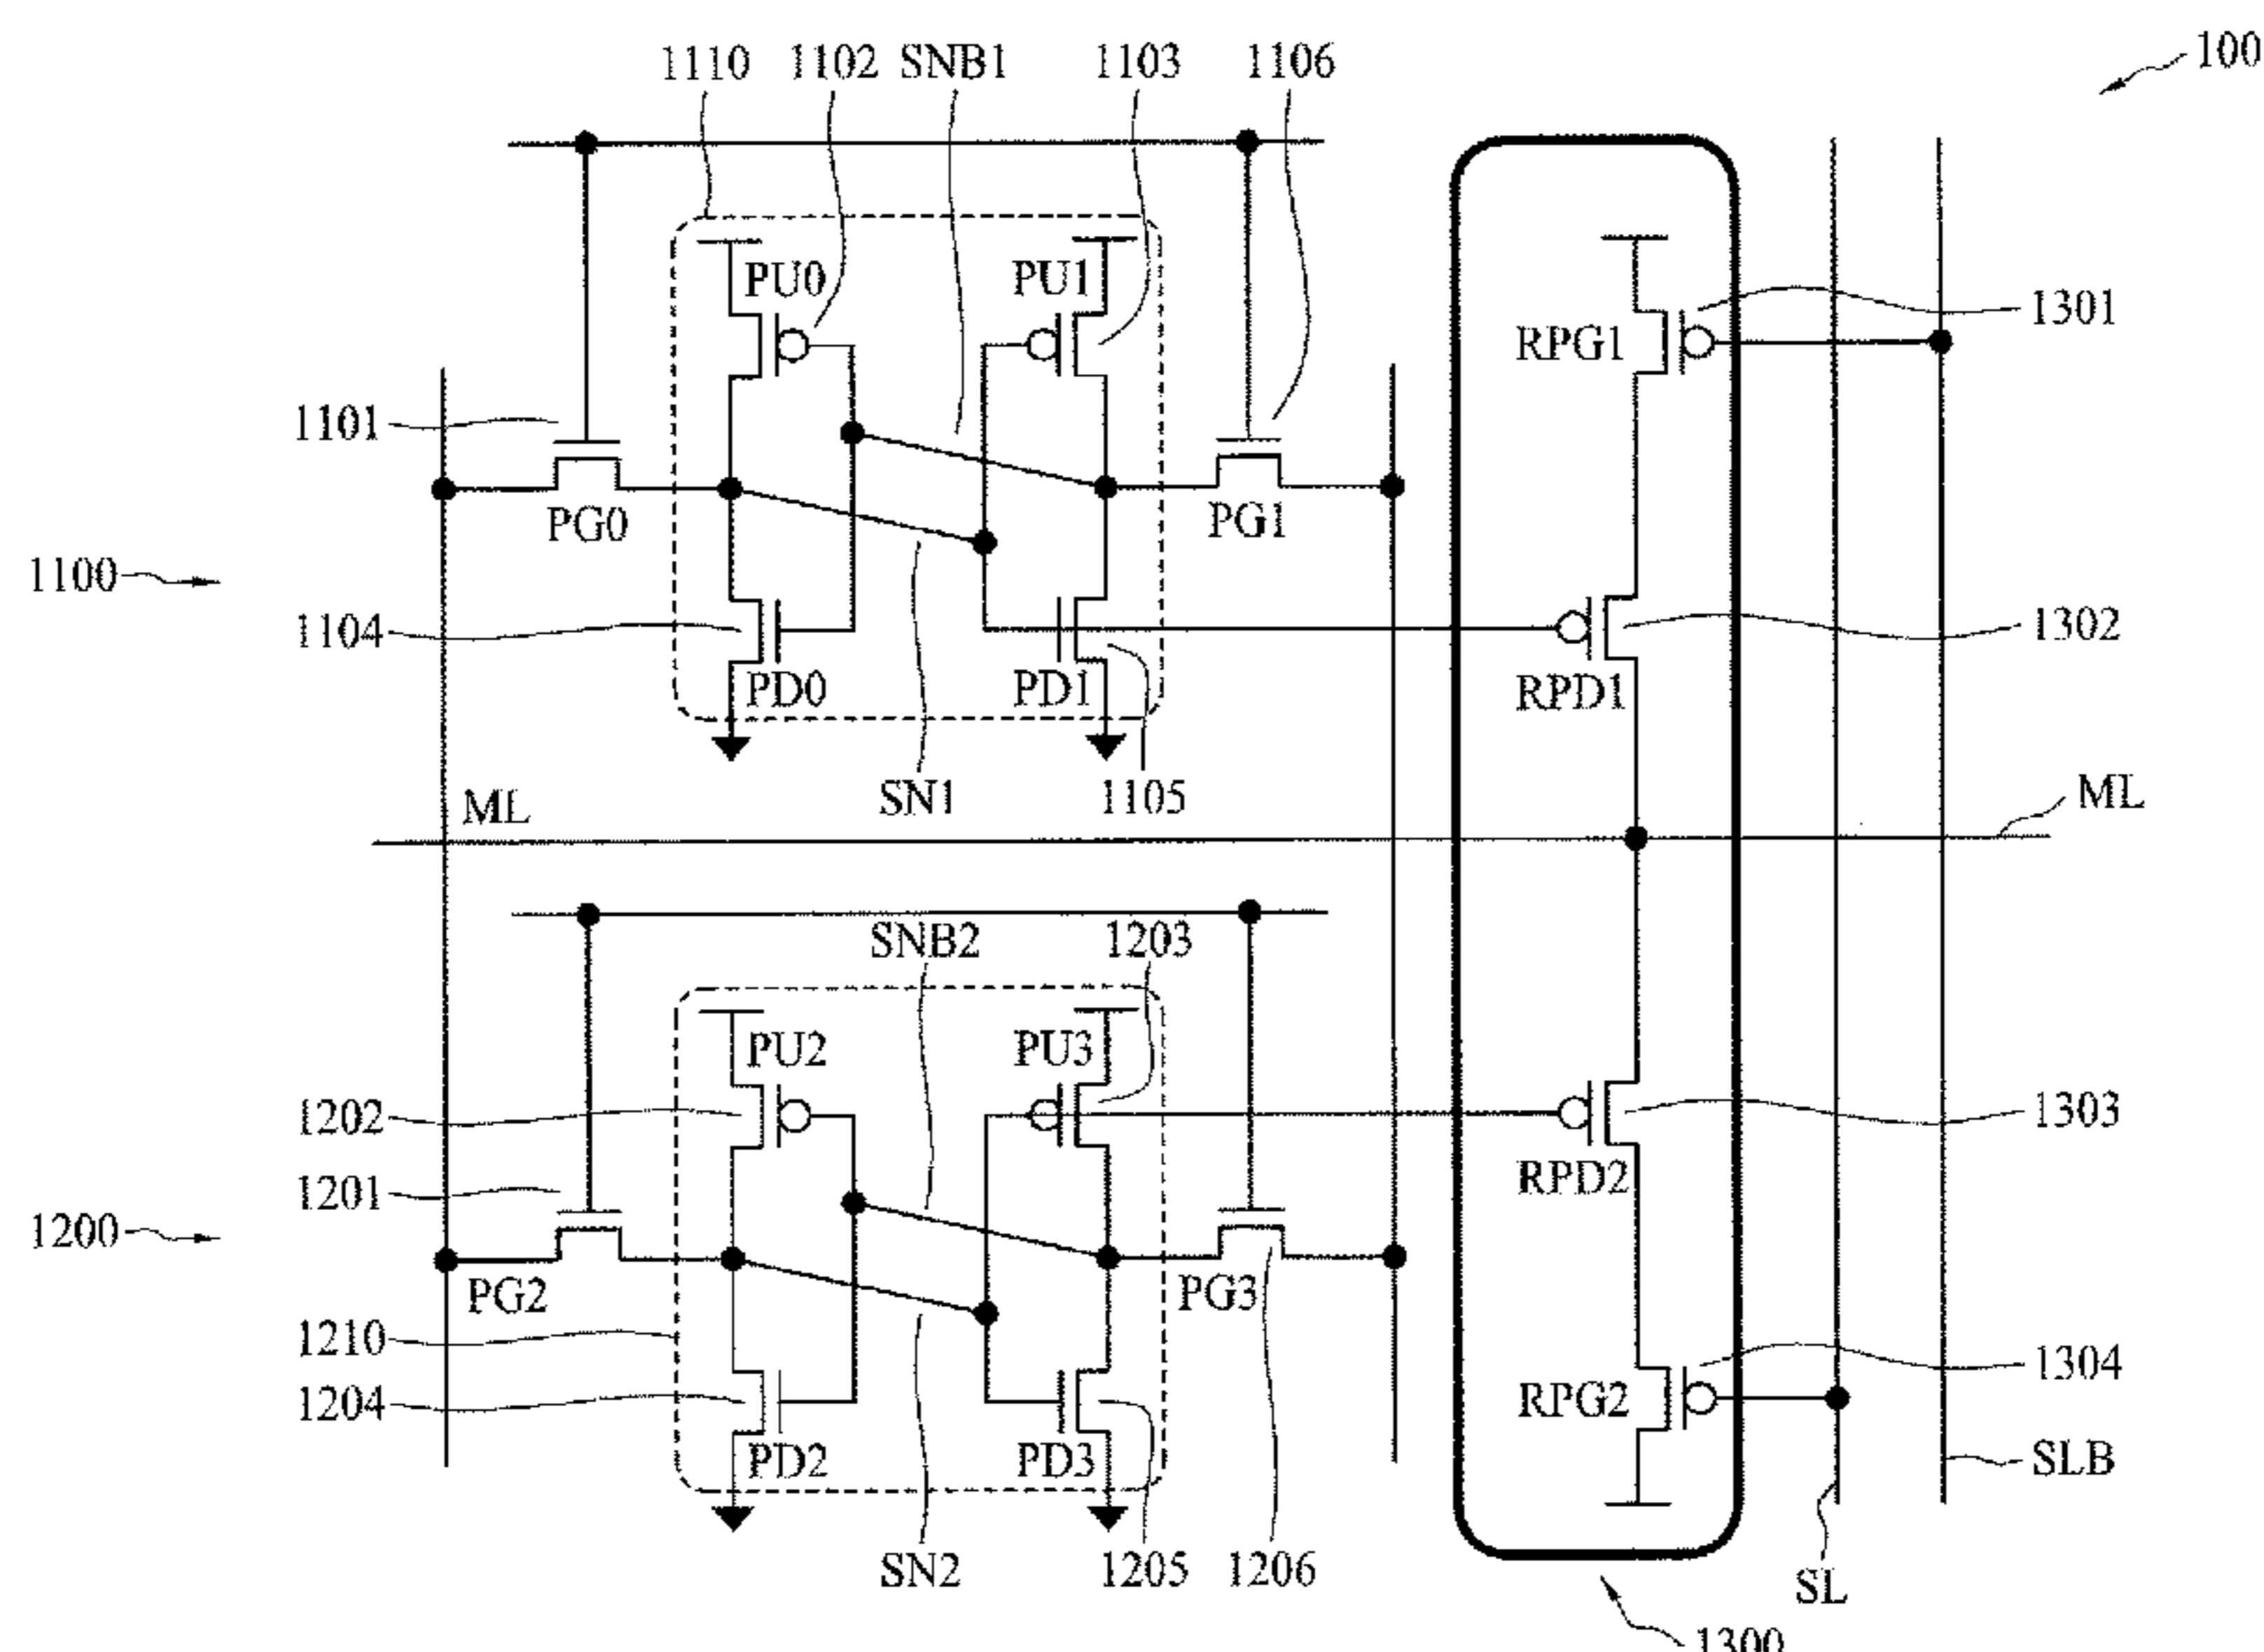 100
1110 1102 SNB1 1103 1106
PU0 PU1
1301
RPG1
1101
PG0 PG1
1100
1104
1302
PD0 PD1 RPD1
SN1 1105
ML ML
SNB2 1203
PU2 PU3
1202
1303
RPD2
1201
1200
PG2 PG3
1210
1304
1204
RPG2
PD2 PD3
SLB
SN2 1205 1206
SL
1300